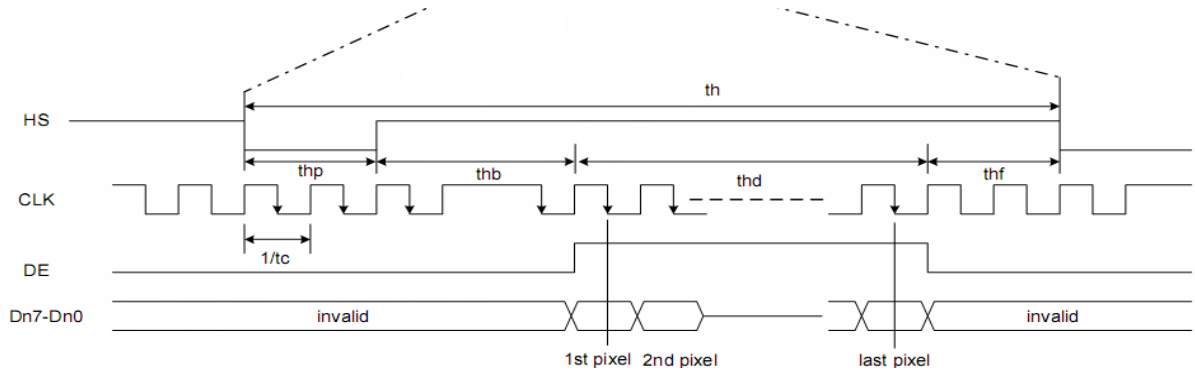 th
HS
thp
thb
thd
thf
CLK
1/tc
DE
Dn7-Dn0
invalid
invalid
1st pixel
2nd pixel
last pixel